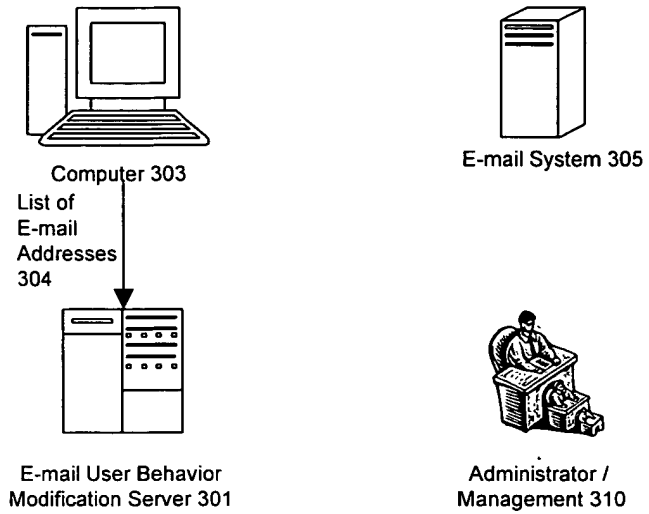 Computer 303
E-mail System 305
List of
E-mail
Addresses
304
E-mail User Behavior
Modification Server 301
Administrator /
Management 310